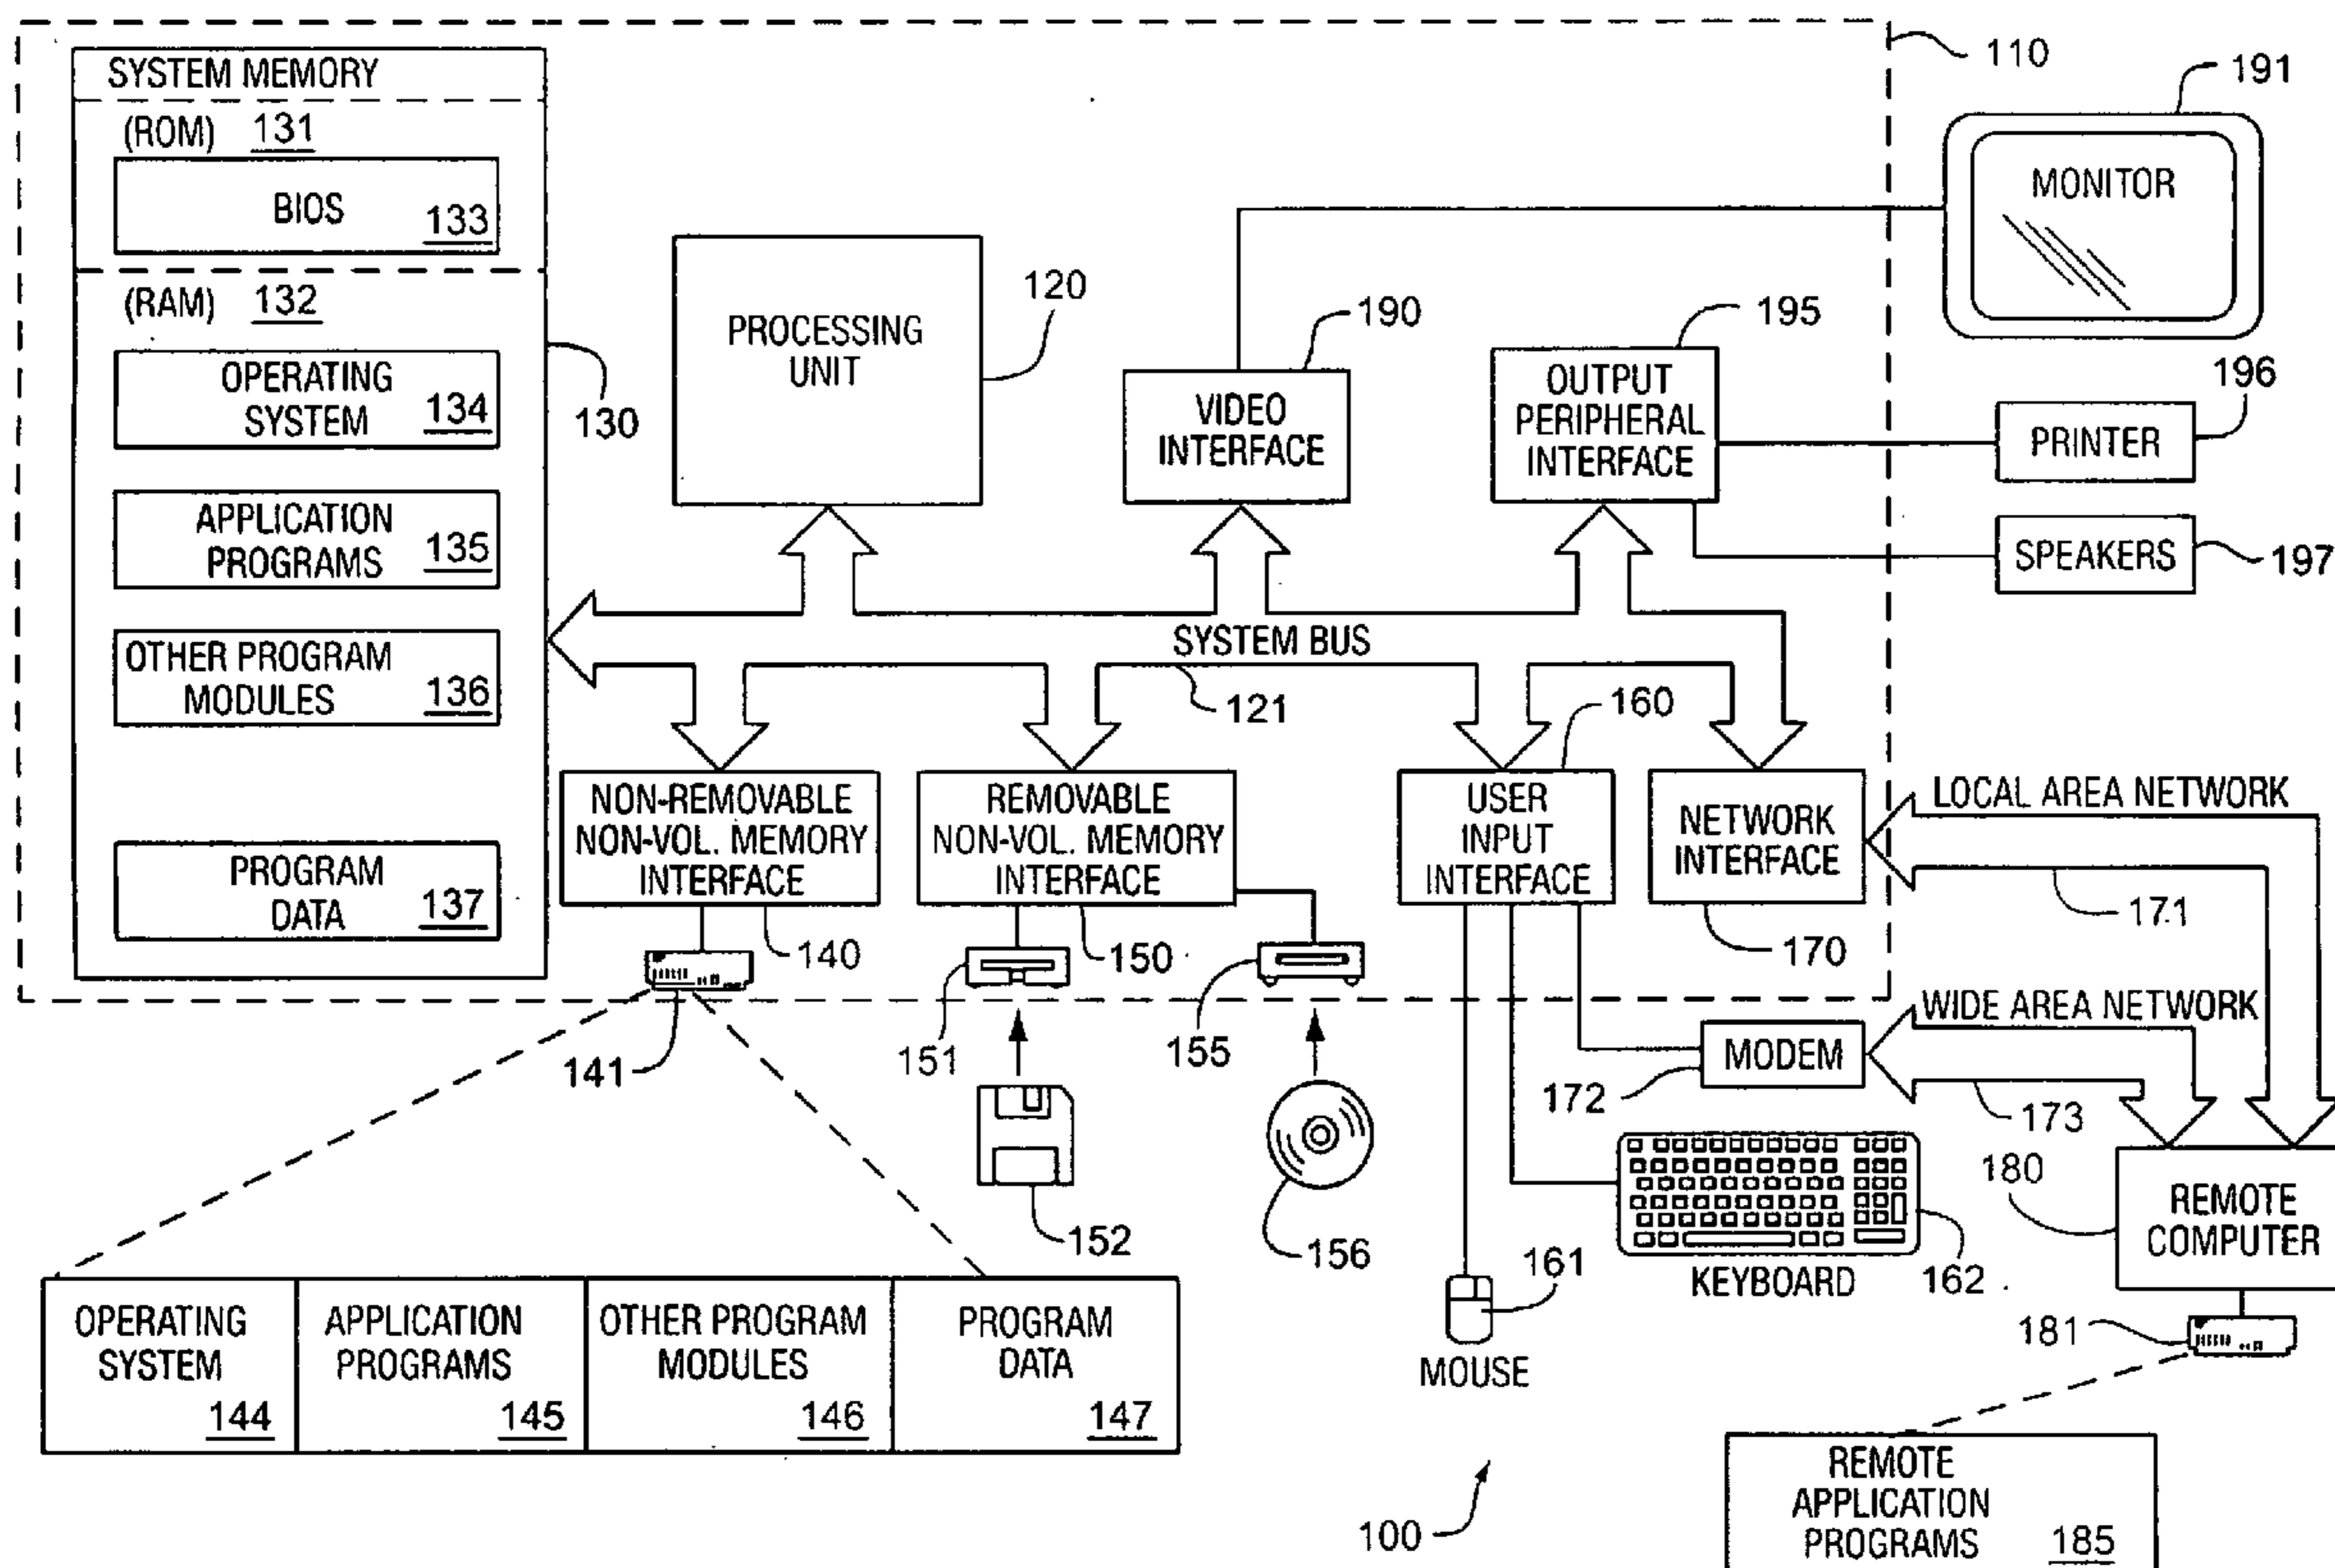 SYSTEM MEMORY
(ROM) 131
BIOS 133
(RAM) 132
OPERATING
SYSTEM 134
APPLICATION
PROGRAMS 135
OTHER PROGRAM
MODULES 136
PROGRAM
DATA 137
130
PROCESSING
UNIT
120
VIDEO
INTERFACE
190
OUTPUT
PERIPHERAL
INTERFACE
195
110
191
MONITOR
196
PRINTER
SPEAKERS
197
SYSTEM BUS
121
NON-REMOVABLE
NON-VOL. MEMORY
INTERFACE
140
REMOVABLE
NON-VOL. MEMORY
INTERFACE
150
160
USER
INPUT
INTERFACE
NETWORK
INTERFACE
170
LOCAL AREA NETWORK
171
141
151
152
155
156
WIDE AREA NETWORK
MODEM
172
173
180
REMOTE
COMPUTER
181
161
MOUSE
KEYBOARD
162
OPERATING
SYSTEM
144
APPLICATION
PROGRAMS
145
OTHER PROGRAM
MODULES
146
PROGRAM
DATA
147
100
REMOTE
APPLICATION
PROGRAMS 185